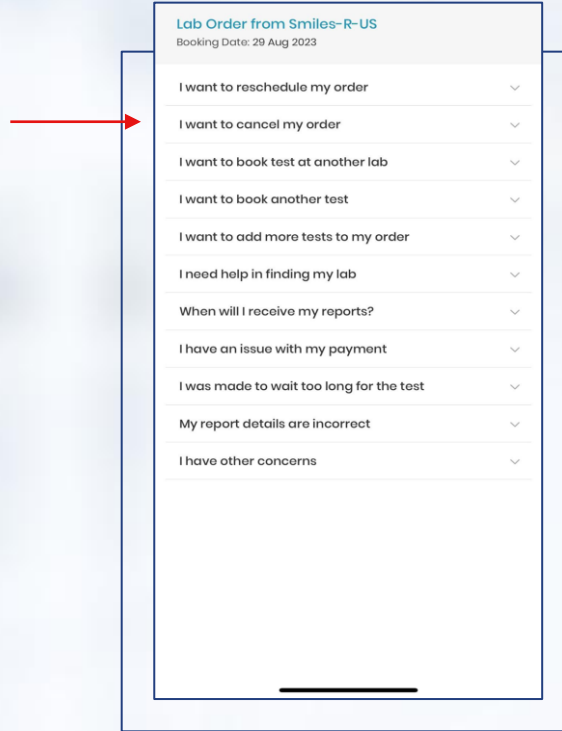 Lab Order from Smiles-R-US
Booking Date: 29 Aug 2023
I want to reschedule my order
I want to cancel my order
I want to book test at another lab
I want to book another test
I want to add more tests to my order
I need help in finding my lab
When will I receive my reports?
I have an issue with my payment
I was made to wait too long for the test
My report details are incorrect
I have other concerns